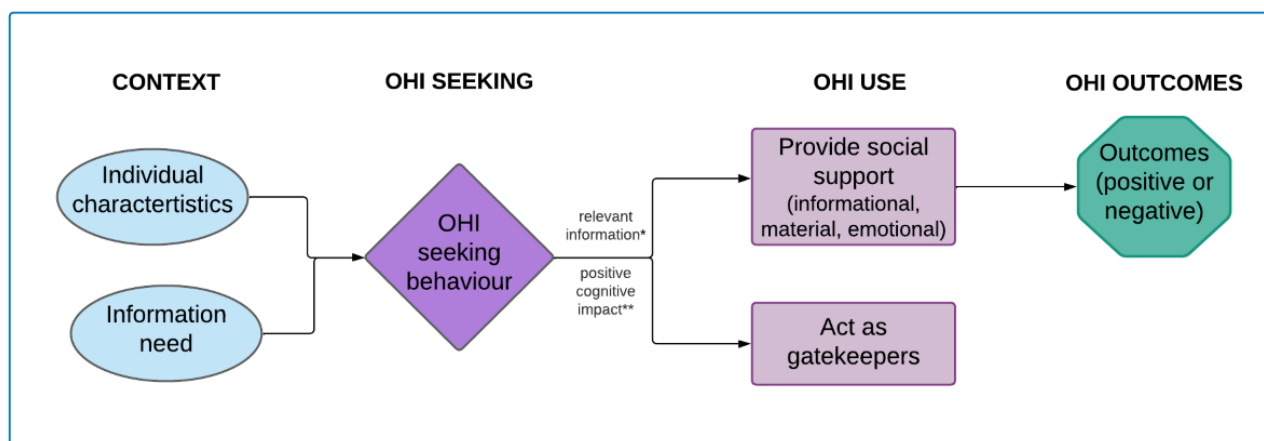 CONTEXT
OHI SEEKING
OHI USE
OHI OUTCOMES
Individual
charactertistics
Information
need
OHI
seeking
behaviour
relevant
information*
positive
cognitive
impact**
Provide social
support
(informational,
material, emotional)
Act as
gatekeepers
Outcomes
(positive or
negative)